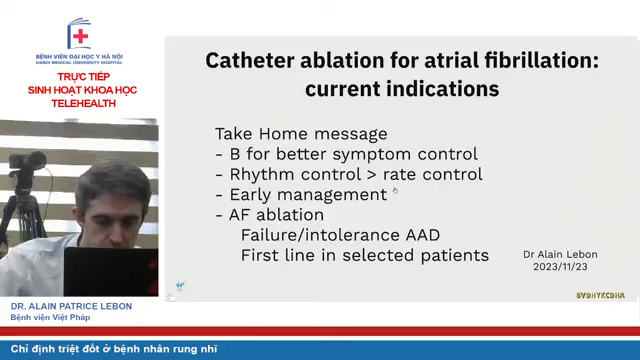 BỆNH VIỆN ĐẠI HỌC Y HÀ NỘI
HANOI MEDICAL UNIVERSITY HOSPITAL
TRỰC TIẾP
SINH HOẠT KHOA HỌC
TELEHEALTH
Catheter ablation for atrial fibrillation:
current indications
Take Home message
- B for better symptom control
- Rhythm control > rate control
- Early management
- AF ablation
Failure/intolerance AAD
First line in selected patients
Dr Alain Lebon
2023/11/23
BVDHYKCDHA
DR. ALAIN PATRICE LEBON
Bệnh viện Việt Pháp
Chỉ định triệt đốt ở bệnh nhân rung nhĩ